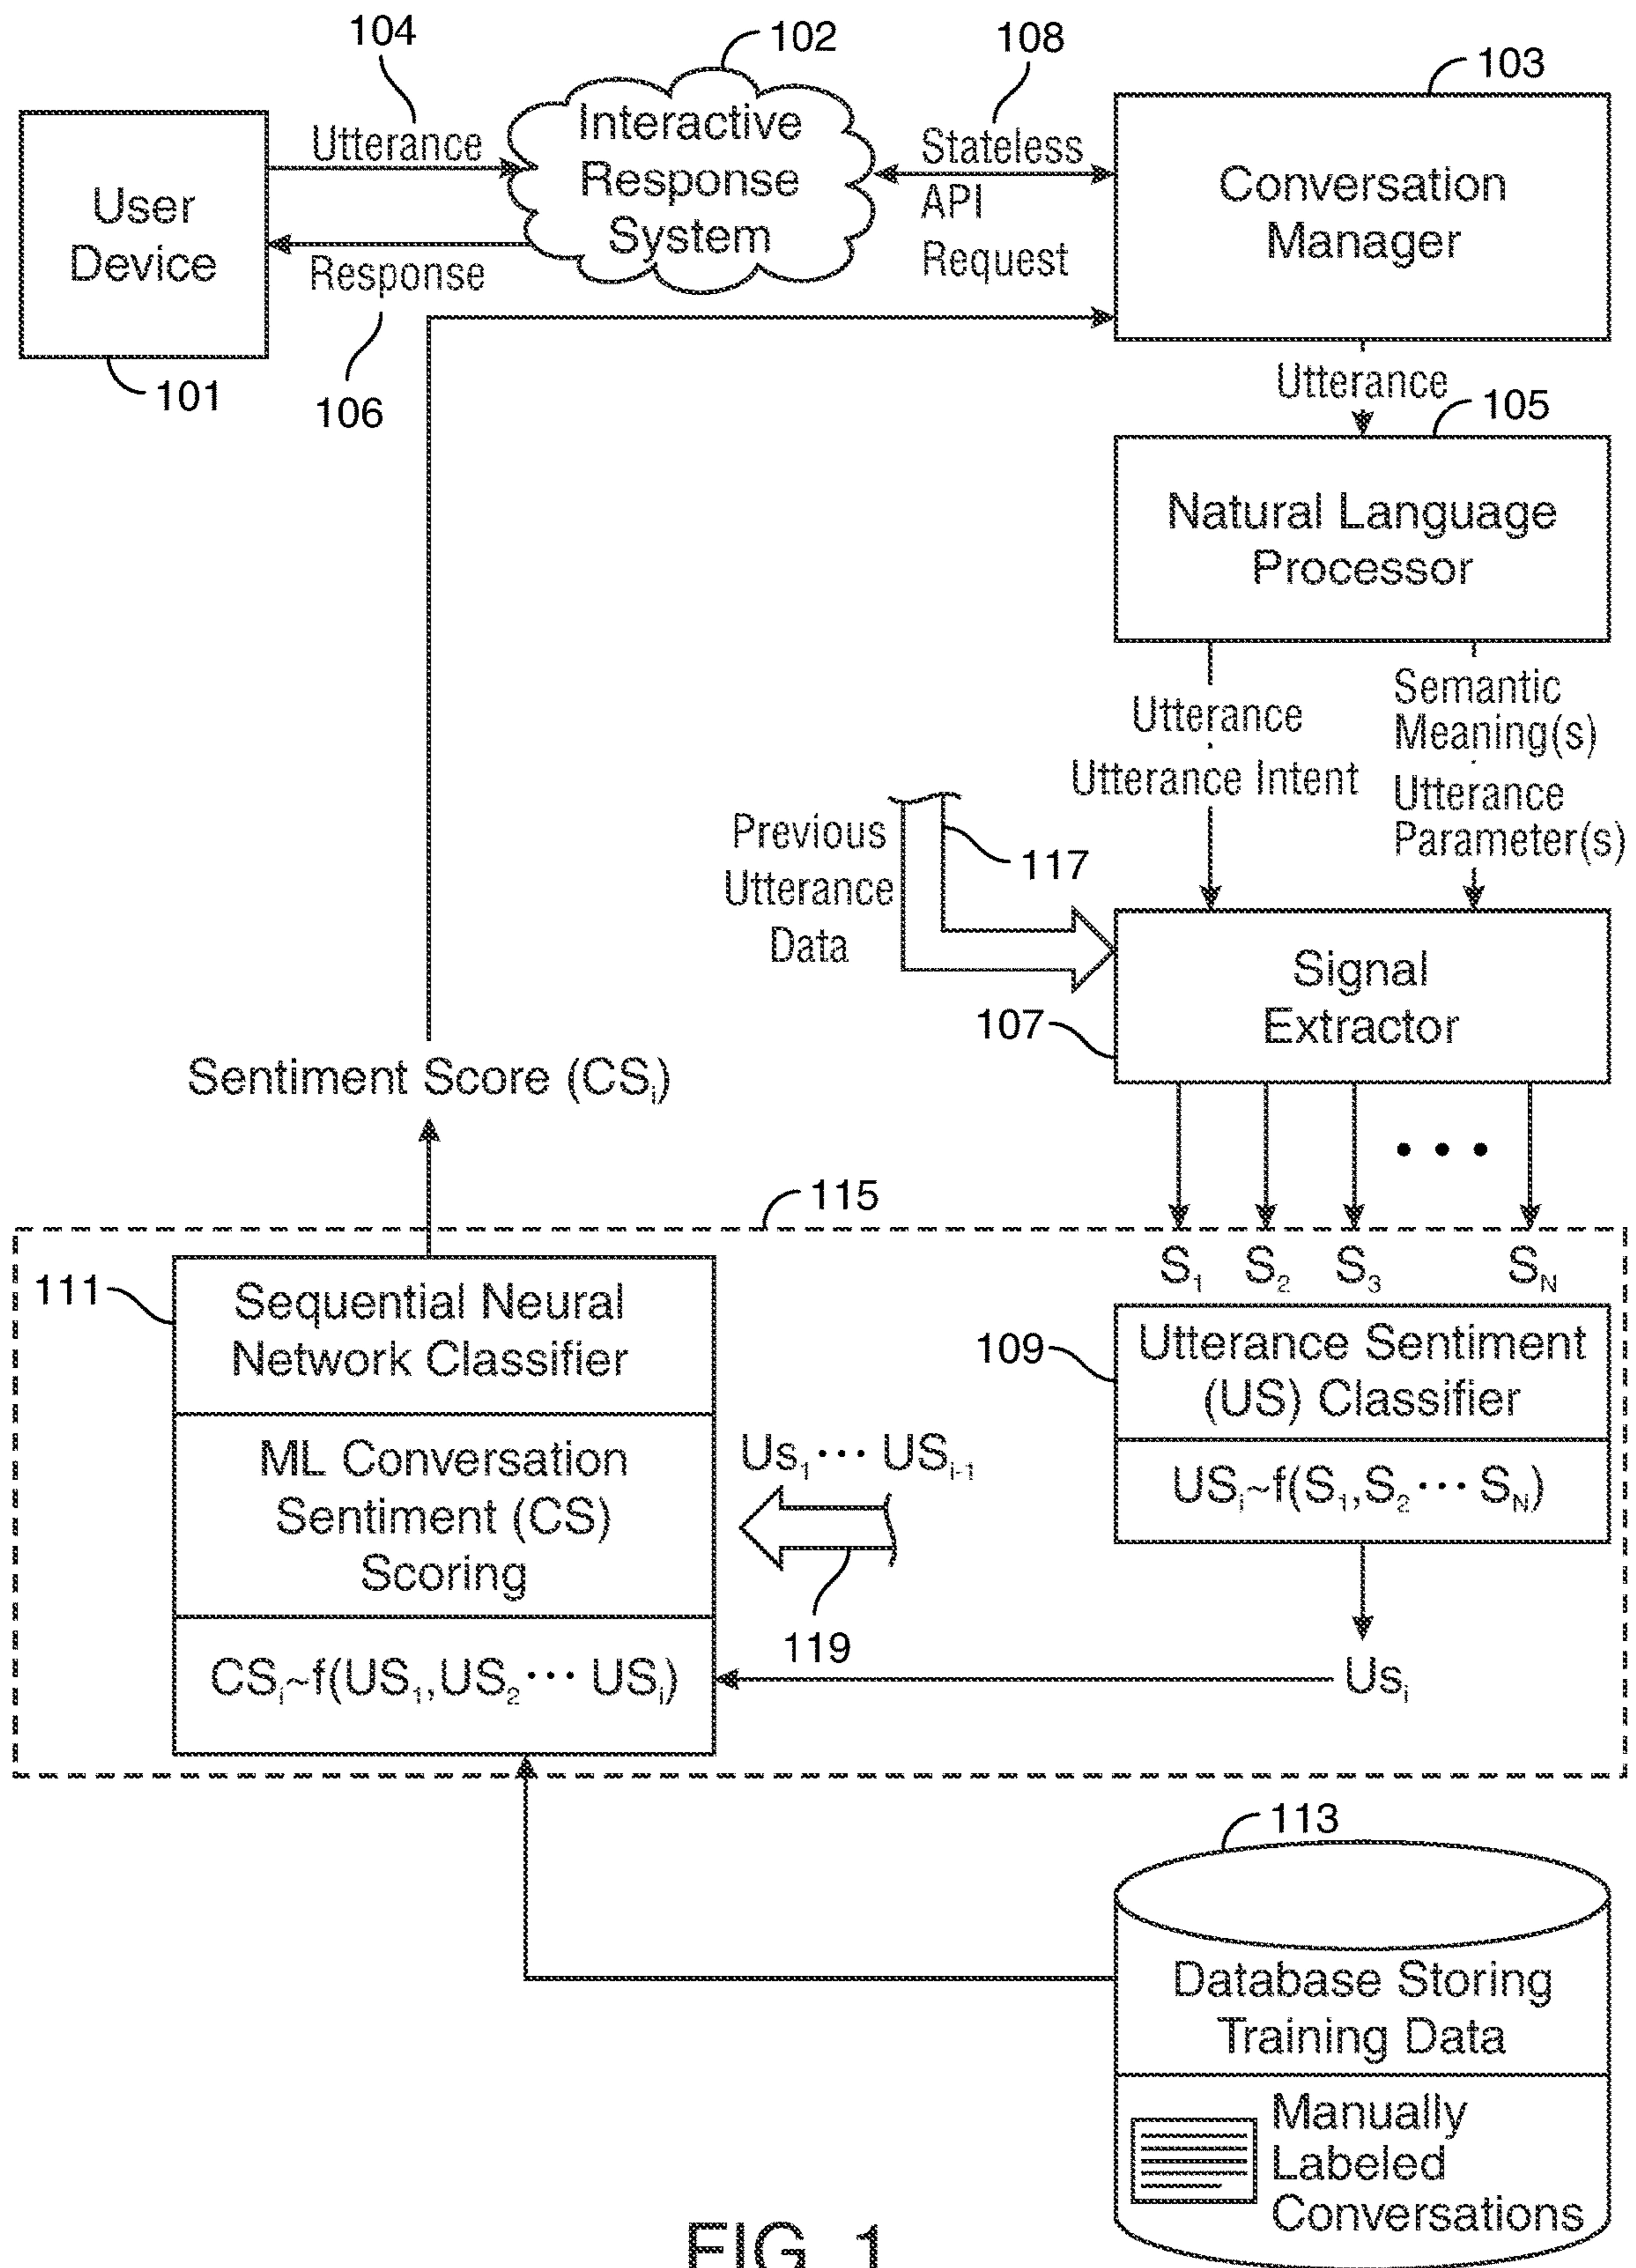 104
102
108
103
Utterance
Interactive
Response
System
Stateless
API
Request
Conversation
Manager
User
Device
Response
101
106
Utterance
105
Natural Language
Processor
Utterance
Utterance Intent
Semantic
Meaning(s)
Utterance
Parameter(s)
Previous
Utterance
Data
117
Signal
Extractor
107
Sentiment Score (CSᵢ)
• • •
115
S₁ S₂ S₃ S_N
111
Sequential Neural
Network Classifier
109
Utterance Sentiment
(US) Classifier
ML Conversation
Sentiment (CS)
Scoring
Us₁ ··· USᵢ₋₁
USᵢ~f(S₁,S₂ ··· S_N)
119
CSᵢ~f(US₁,US₂ ··· USᵢ)
Usᵢ
113
Database Storing
Training Data
Manually
Labeled
Conversations
FIG. 1